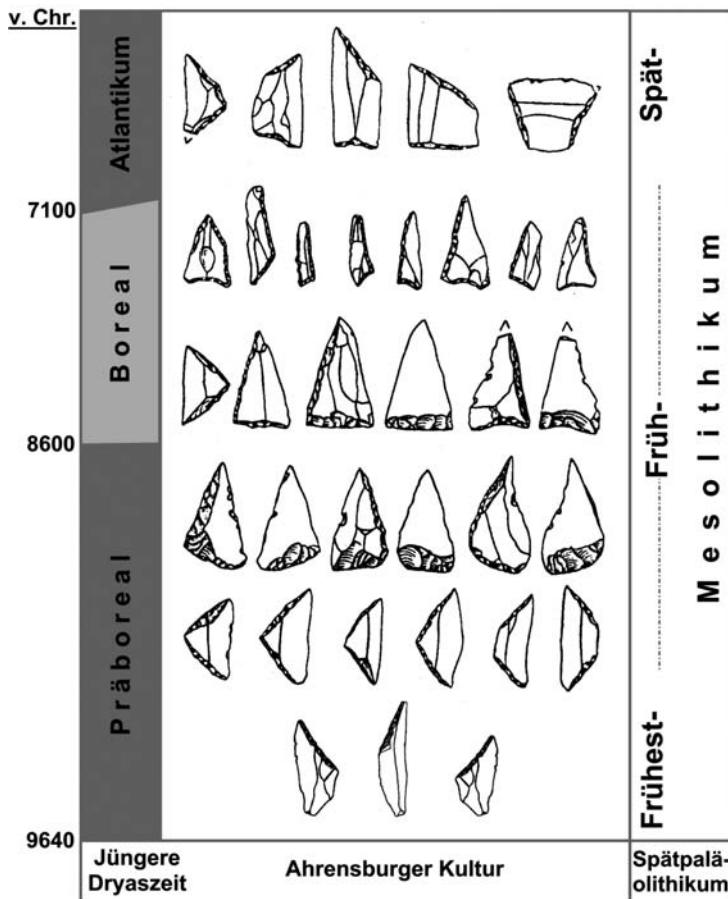 v. Chr.
Atlantikum
7100
Boreal
8600
Präboreal
9640
Spät-
Früh-
Frühest-
Mesolithikum
Jüngere
Dryaszeit
Ahrensburger Kultur
Spätpalä-
olithikum